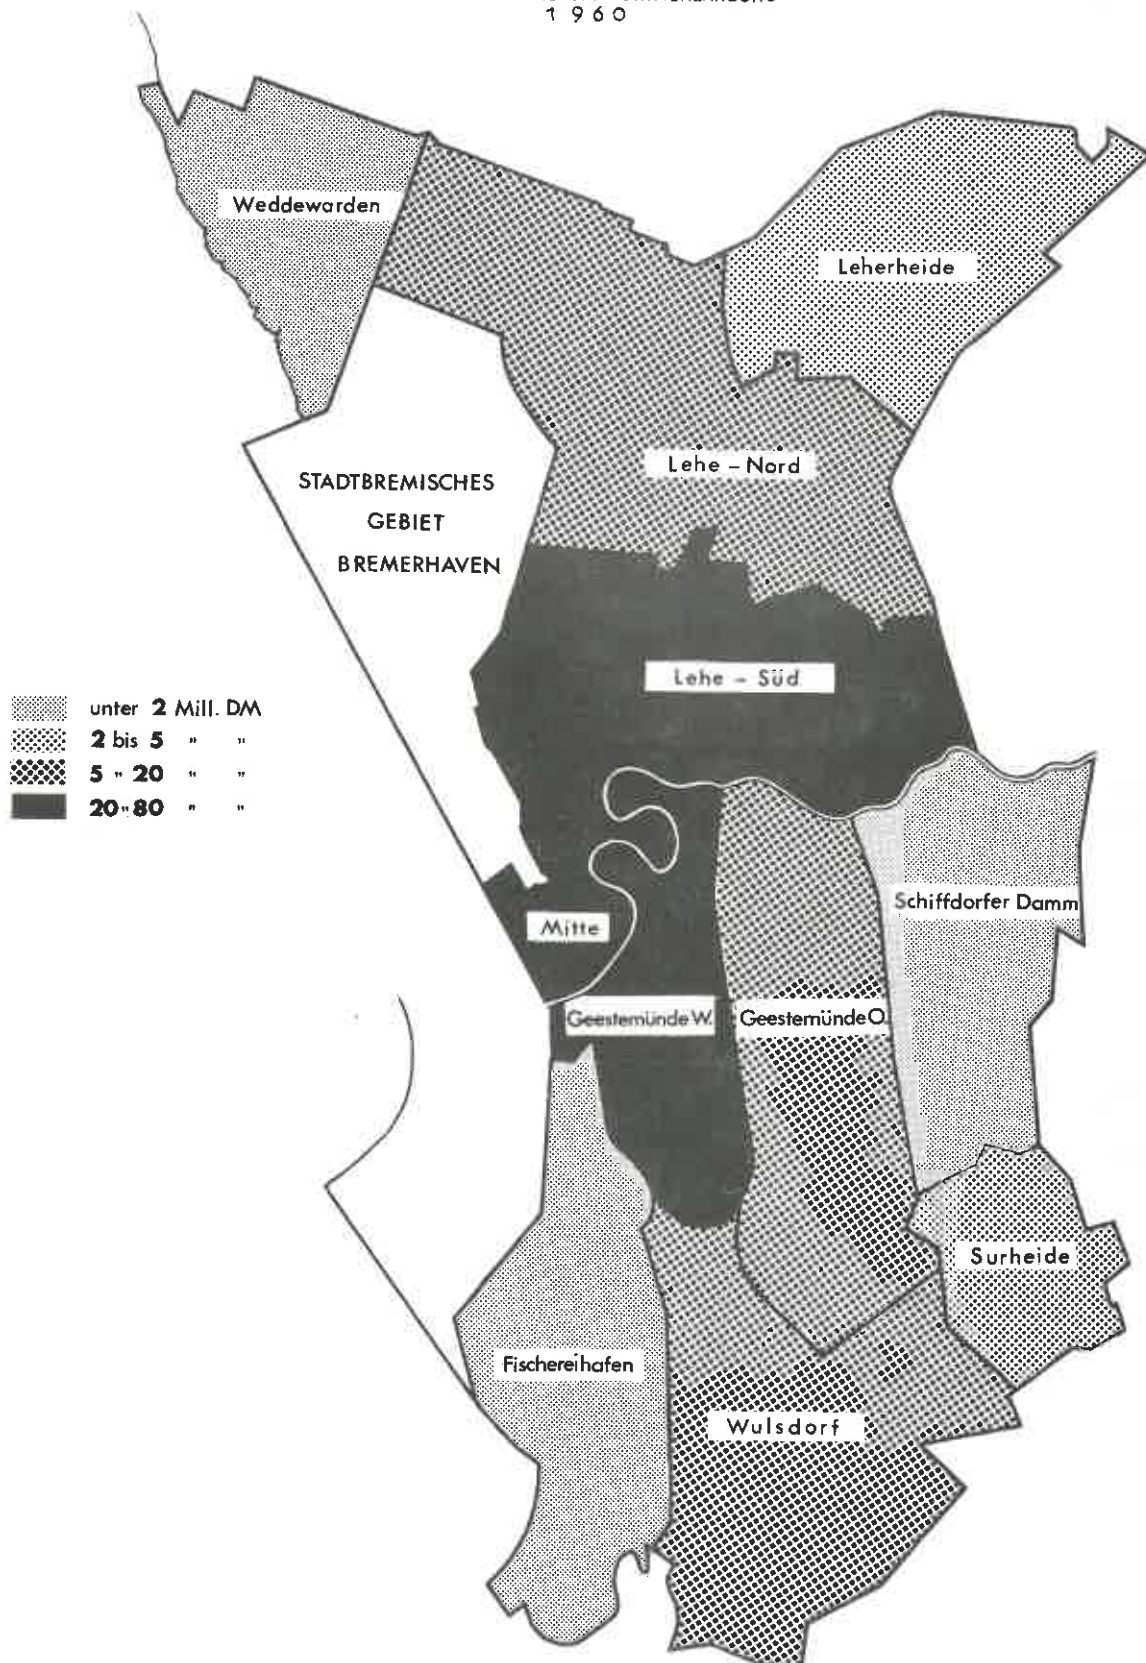 1960
Weddewarden
Leherheide
Lehe - Nord
STADTBREMISCHES
GEBIET
BREMERHAVEN
Lehe - Süd
unter 2 Mill. DM
2 bis 5 " "
5 " 20 " "
20 " 80 " "
Schiffdorfer Damm
Mitte
Geestemünde W.
Geestemünde O.
Surheide
Fischereihafen
Wulsdorf